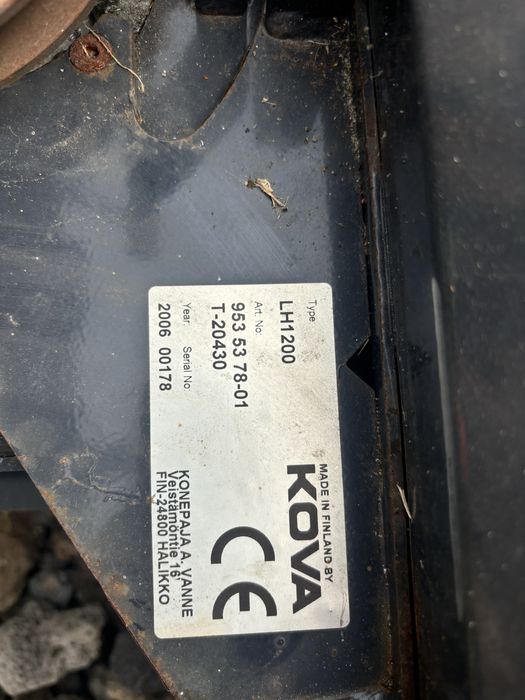 Type
LH1200
Art. No:
953 53 78-01
T-20430
Year: Serial No:
2006 00178
MADE IN FINLAND BY
KOVA
CE
KONEPAJA A. VANNE
Veistämöntie 16
FIN-24800 HALIKKO